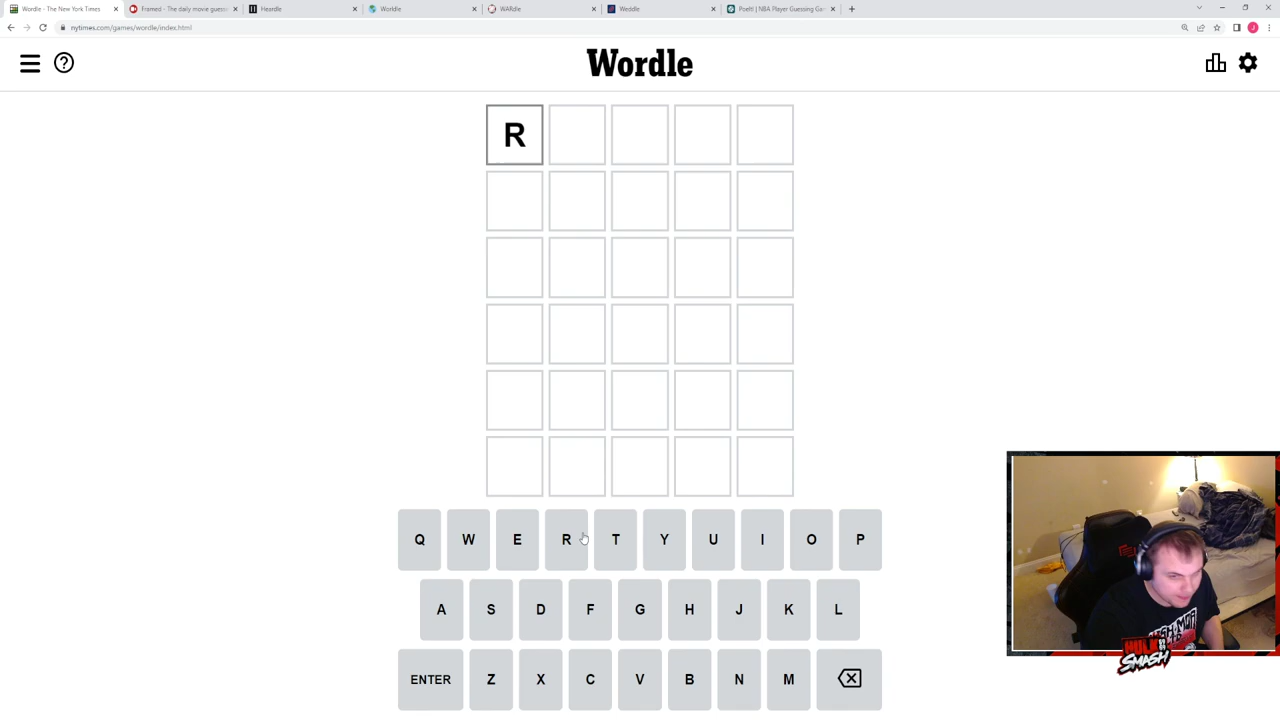 Wordle - The New York Times
Framed - The daily movie guess
Heardle
Worldle
WARdle
Weddle
Poeltl | NBA Player Guessing Ga
nytimes.com/games/wordle/index.html
Wordle
R
Q W E R T Y U I O P
A S D F G H J K L
ENTER Z X C V B N M
HULK
SMASH